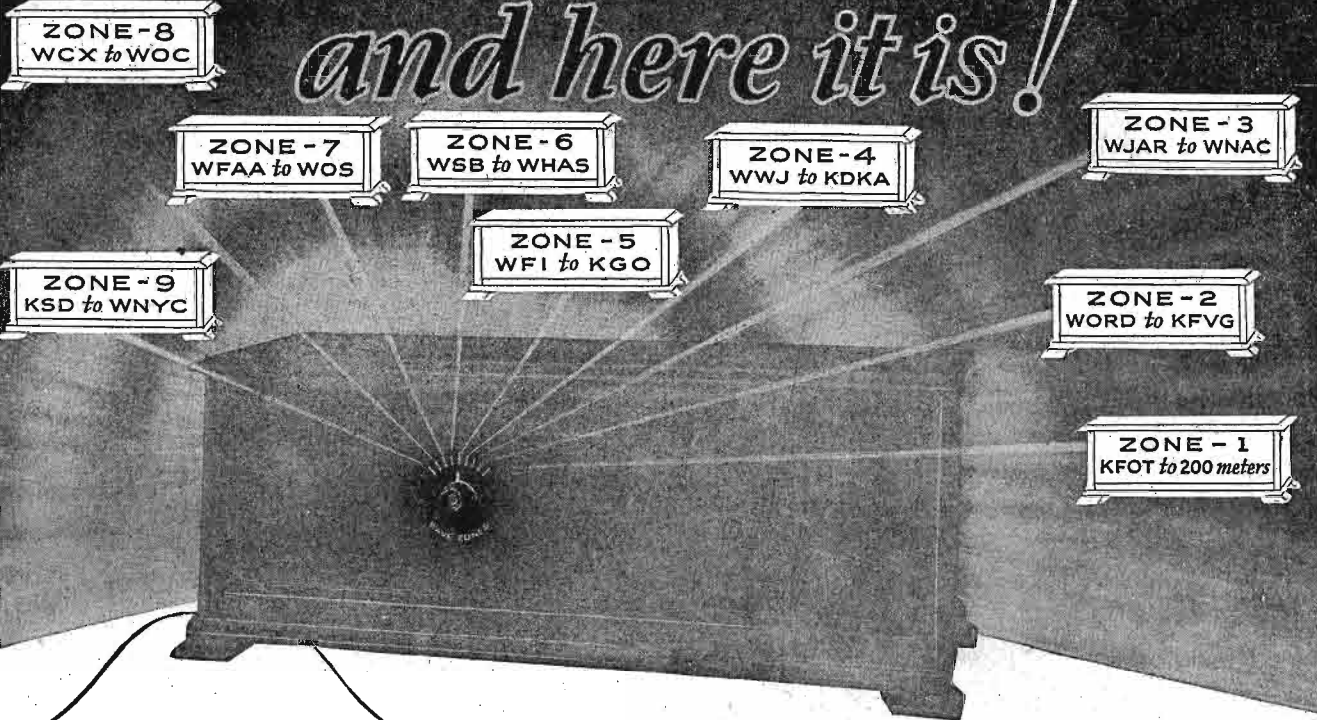 and here it is!
ZONE-8
WCX to WOC
ZONE-7
WFAA to WOS
ZONE-6
WSB to WHAS
ZONE-4
WWJ to KDKA
ZONE-3
WJAR to WNAC
ZONE-5
WFI to KGO
ZONE-9
KSD to WNYC
ZONE-2
WORD to KFVG
ZONE-1
KFOT to 200 meters
WAVE ZONE